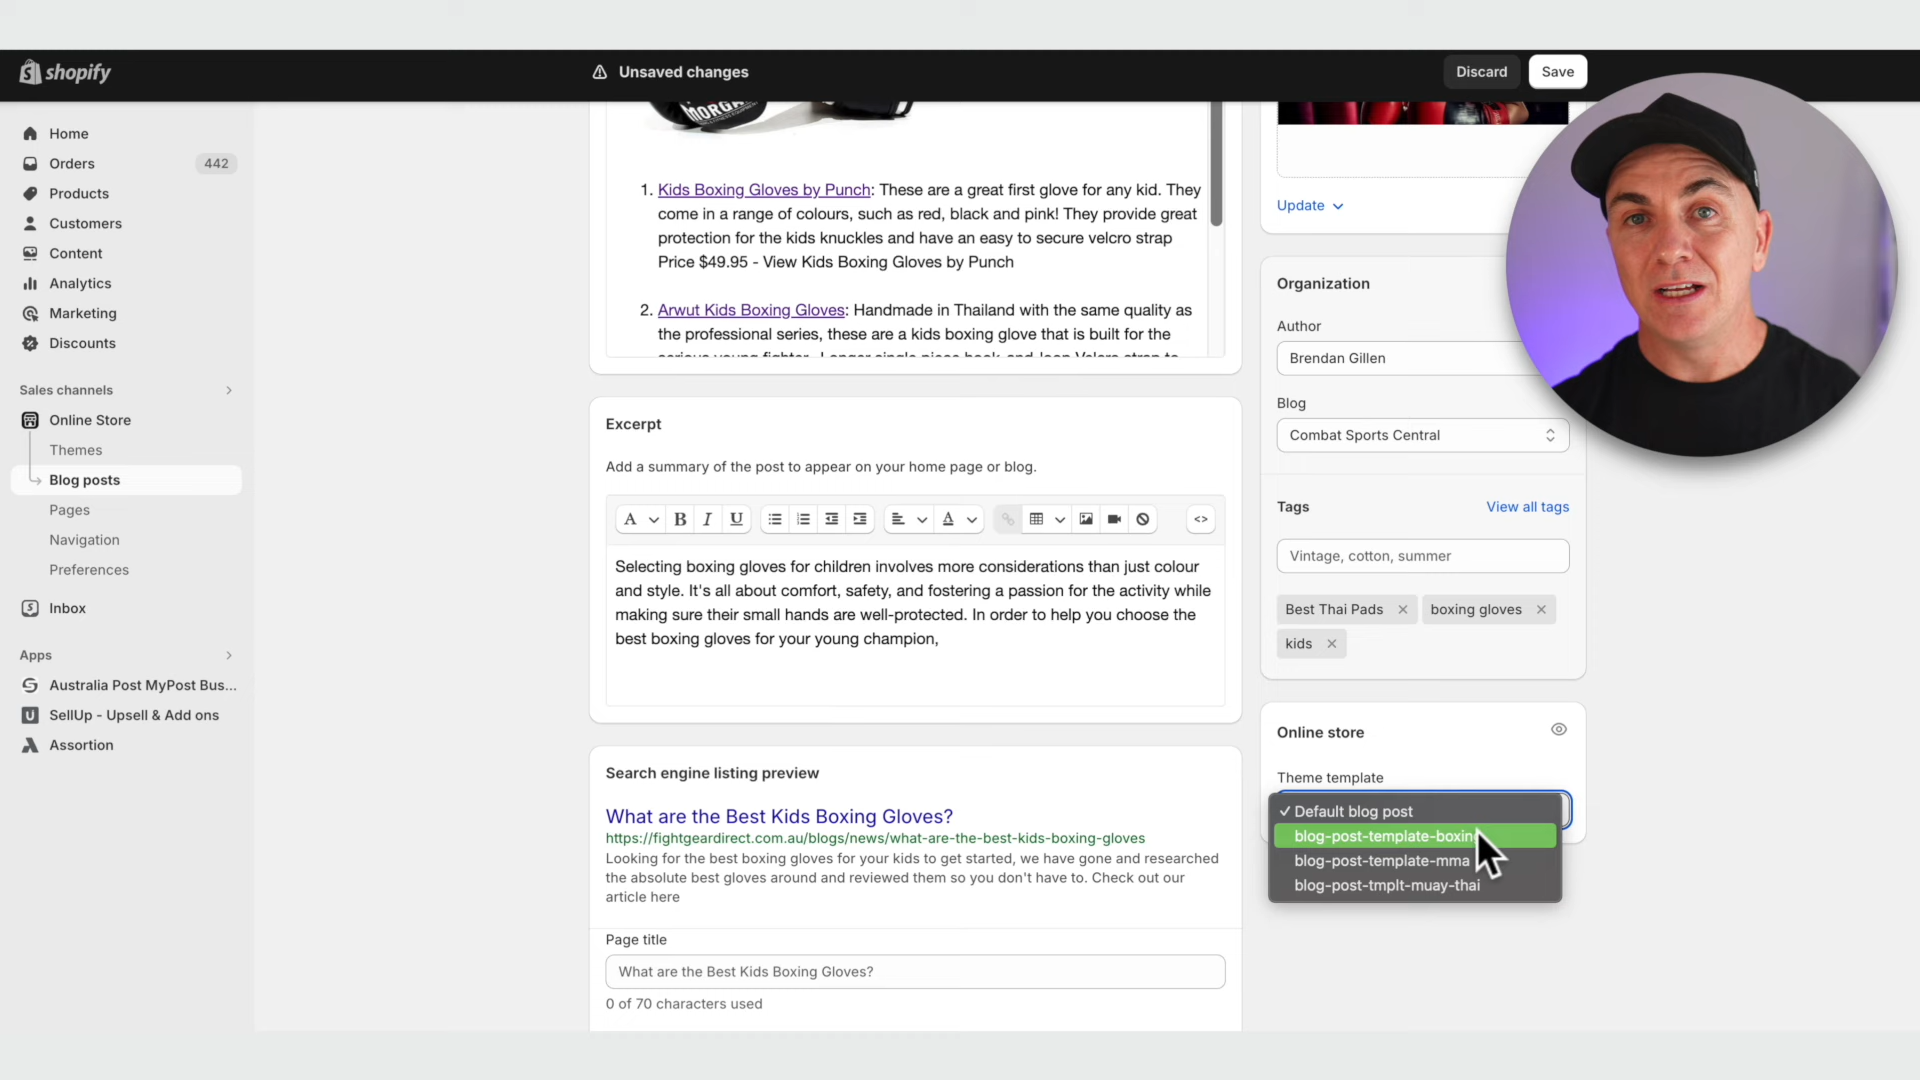 shopify
Unsaved changes
Discard
Save
Home
Orders
442
Products
Customers
Content
Analytics
Marketing
Discounts
Sales channels
Online Store
Themes
Blog posts
Pages
Navigation
Preferences
Inbox
Apps
Australia Post MyPost Bus...
SellUp - Upsell & Add ons
Assortion
MORGA
1. Kids Boxing Gloves by Punch: These are a great first glove for any kid. They
come in a range of colours, such as red, black and pink! They provide great
protection for the kids knuckles and have an easy to secure velcro strap
Price $49.95 - View Kids Boxing Gloves by Punch
2. Arwut Kids Boxing Gloves: Handmade in Thailand with the same quality as
the professional series, these are a kids boxing glove that is built for the
serious young fighter. Longer single piece hook-and-loop Velcro strap to
Excerpt
Add a summary of the post to appear on your home page or blog.
A B I U A <>
Selecting boxing gloves for children involves more considerations than just colour
and style. It's all about comfort, safety, and fostering a passion for the activity while
making sure their small hands are well-protected. In order to help you choose the
best boxing gloves for your young champion,
Search engine listing preview
What are the Best Kids Boxing Gloves?
https://fightgeardirect.com.au/blogs/news/what-are-the-best-kids-boxing-gloves
Looking for the best boxing gloves for your kids to get started, we have gone and researched
the absolute best gloves around and reviewed them so you don't have to. Check out our
article here
Page title
What are the Best Kids Boxing Gloves?
0 of 70 characters used
Update
Organization
Author
Brendan Gillen
Blog
Combat Sports Central
Tags
View all tags
Vintage, cotton, summer
Best Thai Pads
boxing gloves
kids
Online store
Theme template
Default blog post
blog-post-template-boxing
blog-post-template-mma
blog-post-tmplt-muay-thai